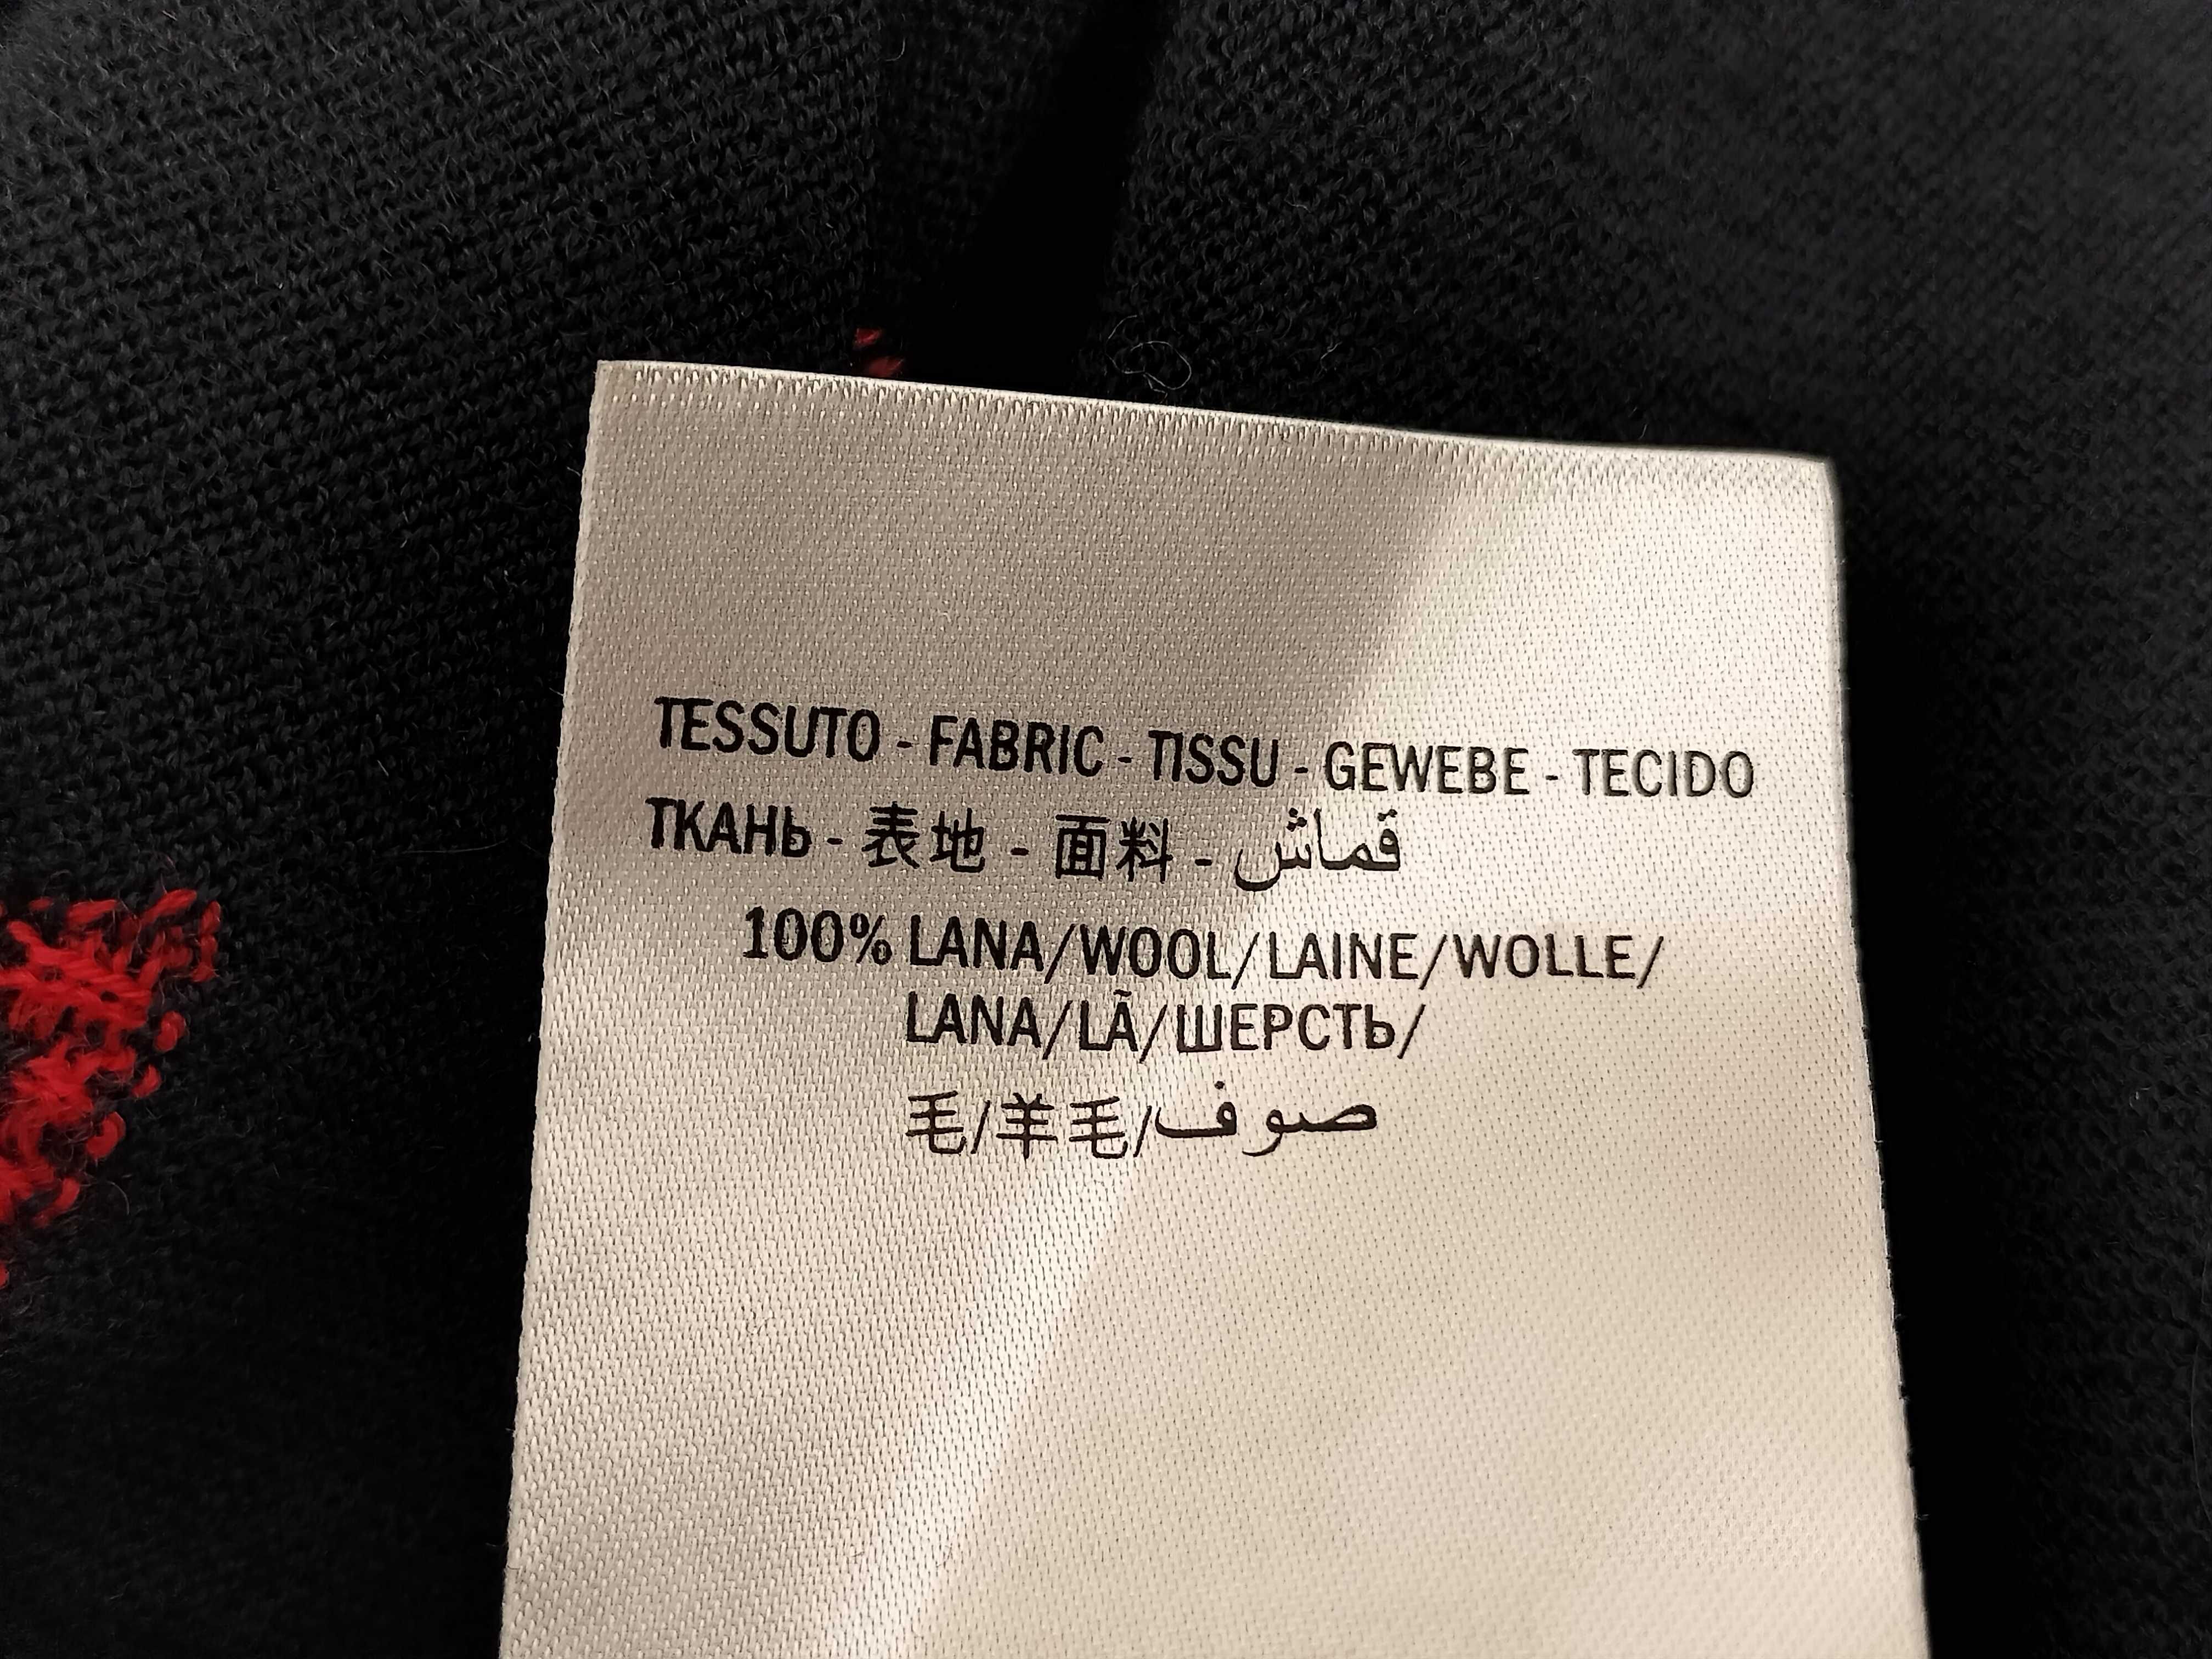 TESSUTO - FABRIC - TISSU - GEWEBE - TECIDO
ТКАНЬ - 表地 - 面料 - قماش
100% LANA/WOOL/LAINE/WOLLE/
LANA/LÃ/ШЕРСТЬ/
毛/羊毛/صوف